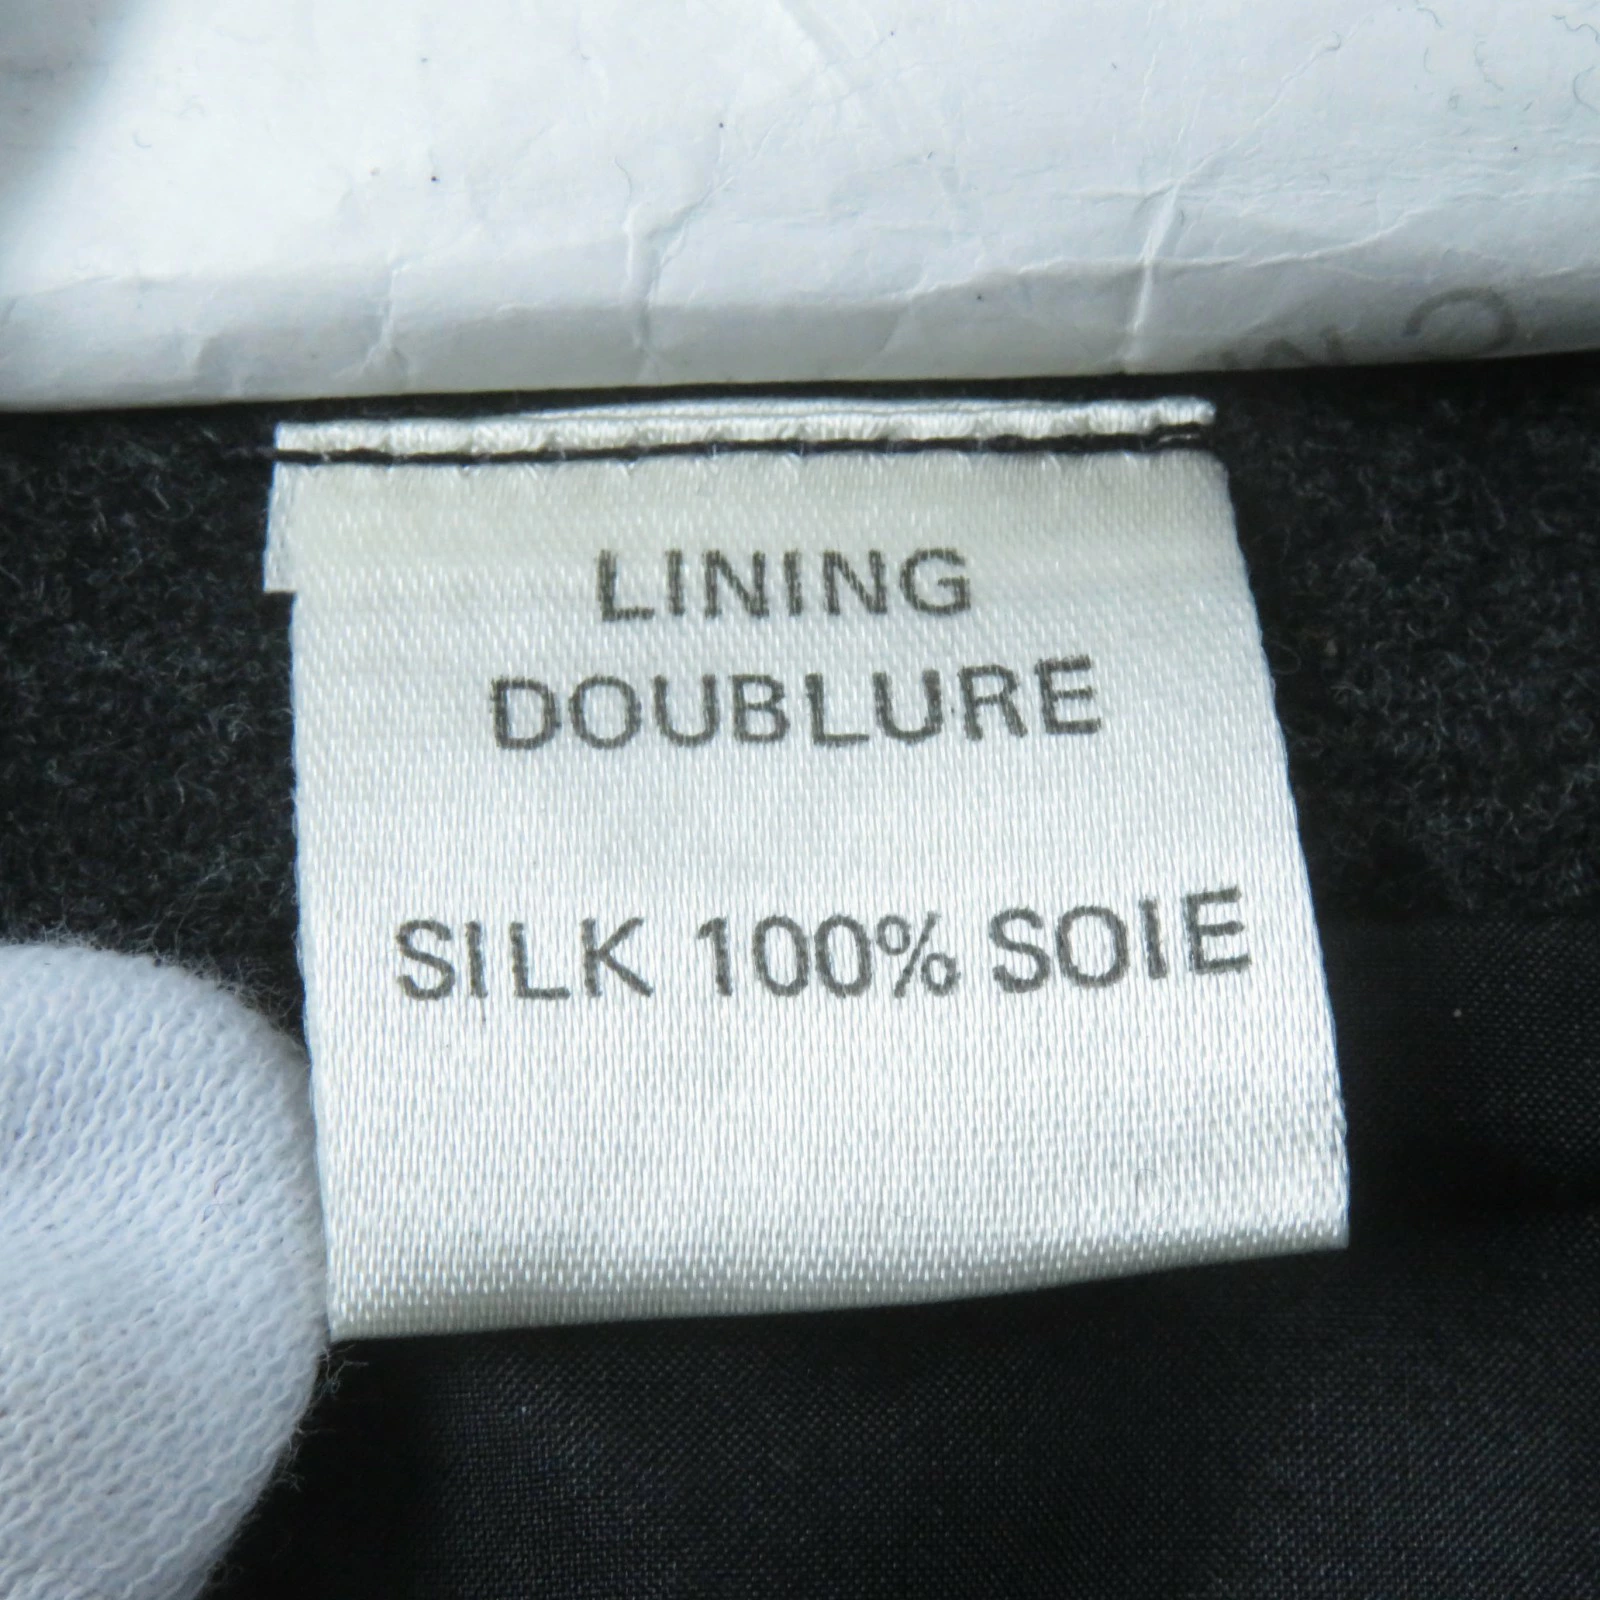 LINING
DOUBLURE
SILK 100% SOIE